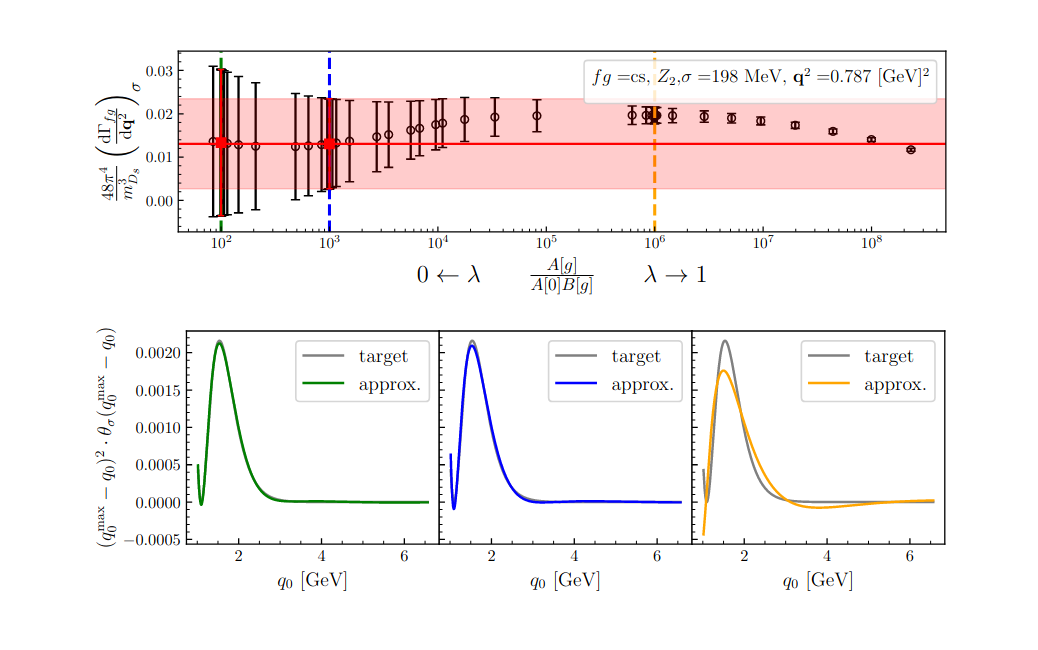 48π⁴/m³_{D_s} (dΓ_{fg}/dq²)_σ
0.03
0.02
0.01
0.00
fg =cs, Z₂,σ =198 MeV, q² =0.787 [GeV]²
10² 10³ 10⁴ 10⁵ 10⁶ 10⁷ 10⁸
0 ← λ A[g]/A[0]B[g] λ → 1
(q₀^max − q₀)² · θ_σ(q₀^max − q₀)
0.0020
0.0015
0.0010
0.0005
0.0000
−0.0005
target
approx.
target
approx.
target
approx.
2 4 6 2 4 6 2 4 6
q₀ [GeV] q₀ [GeV] q₀ [GeV]